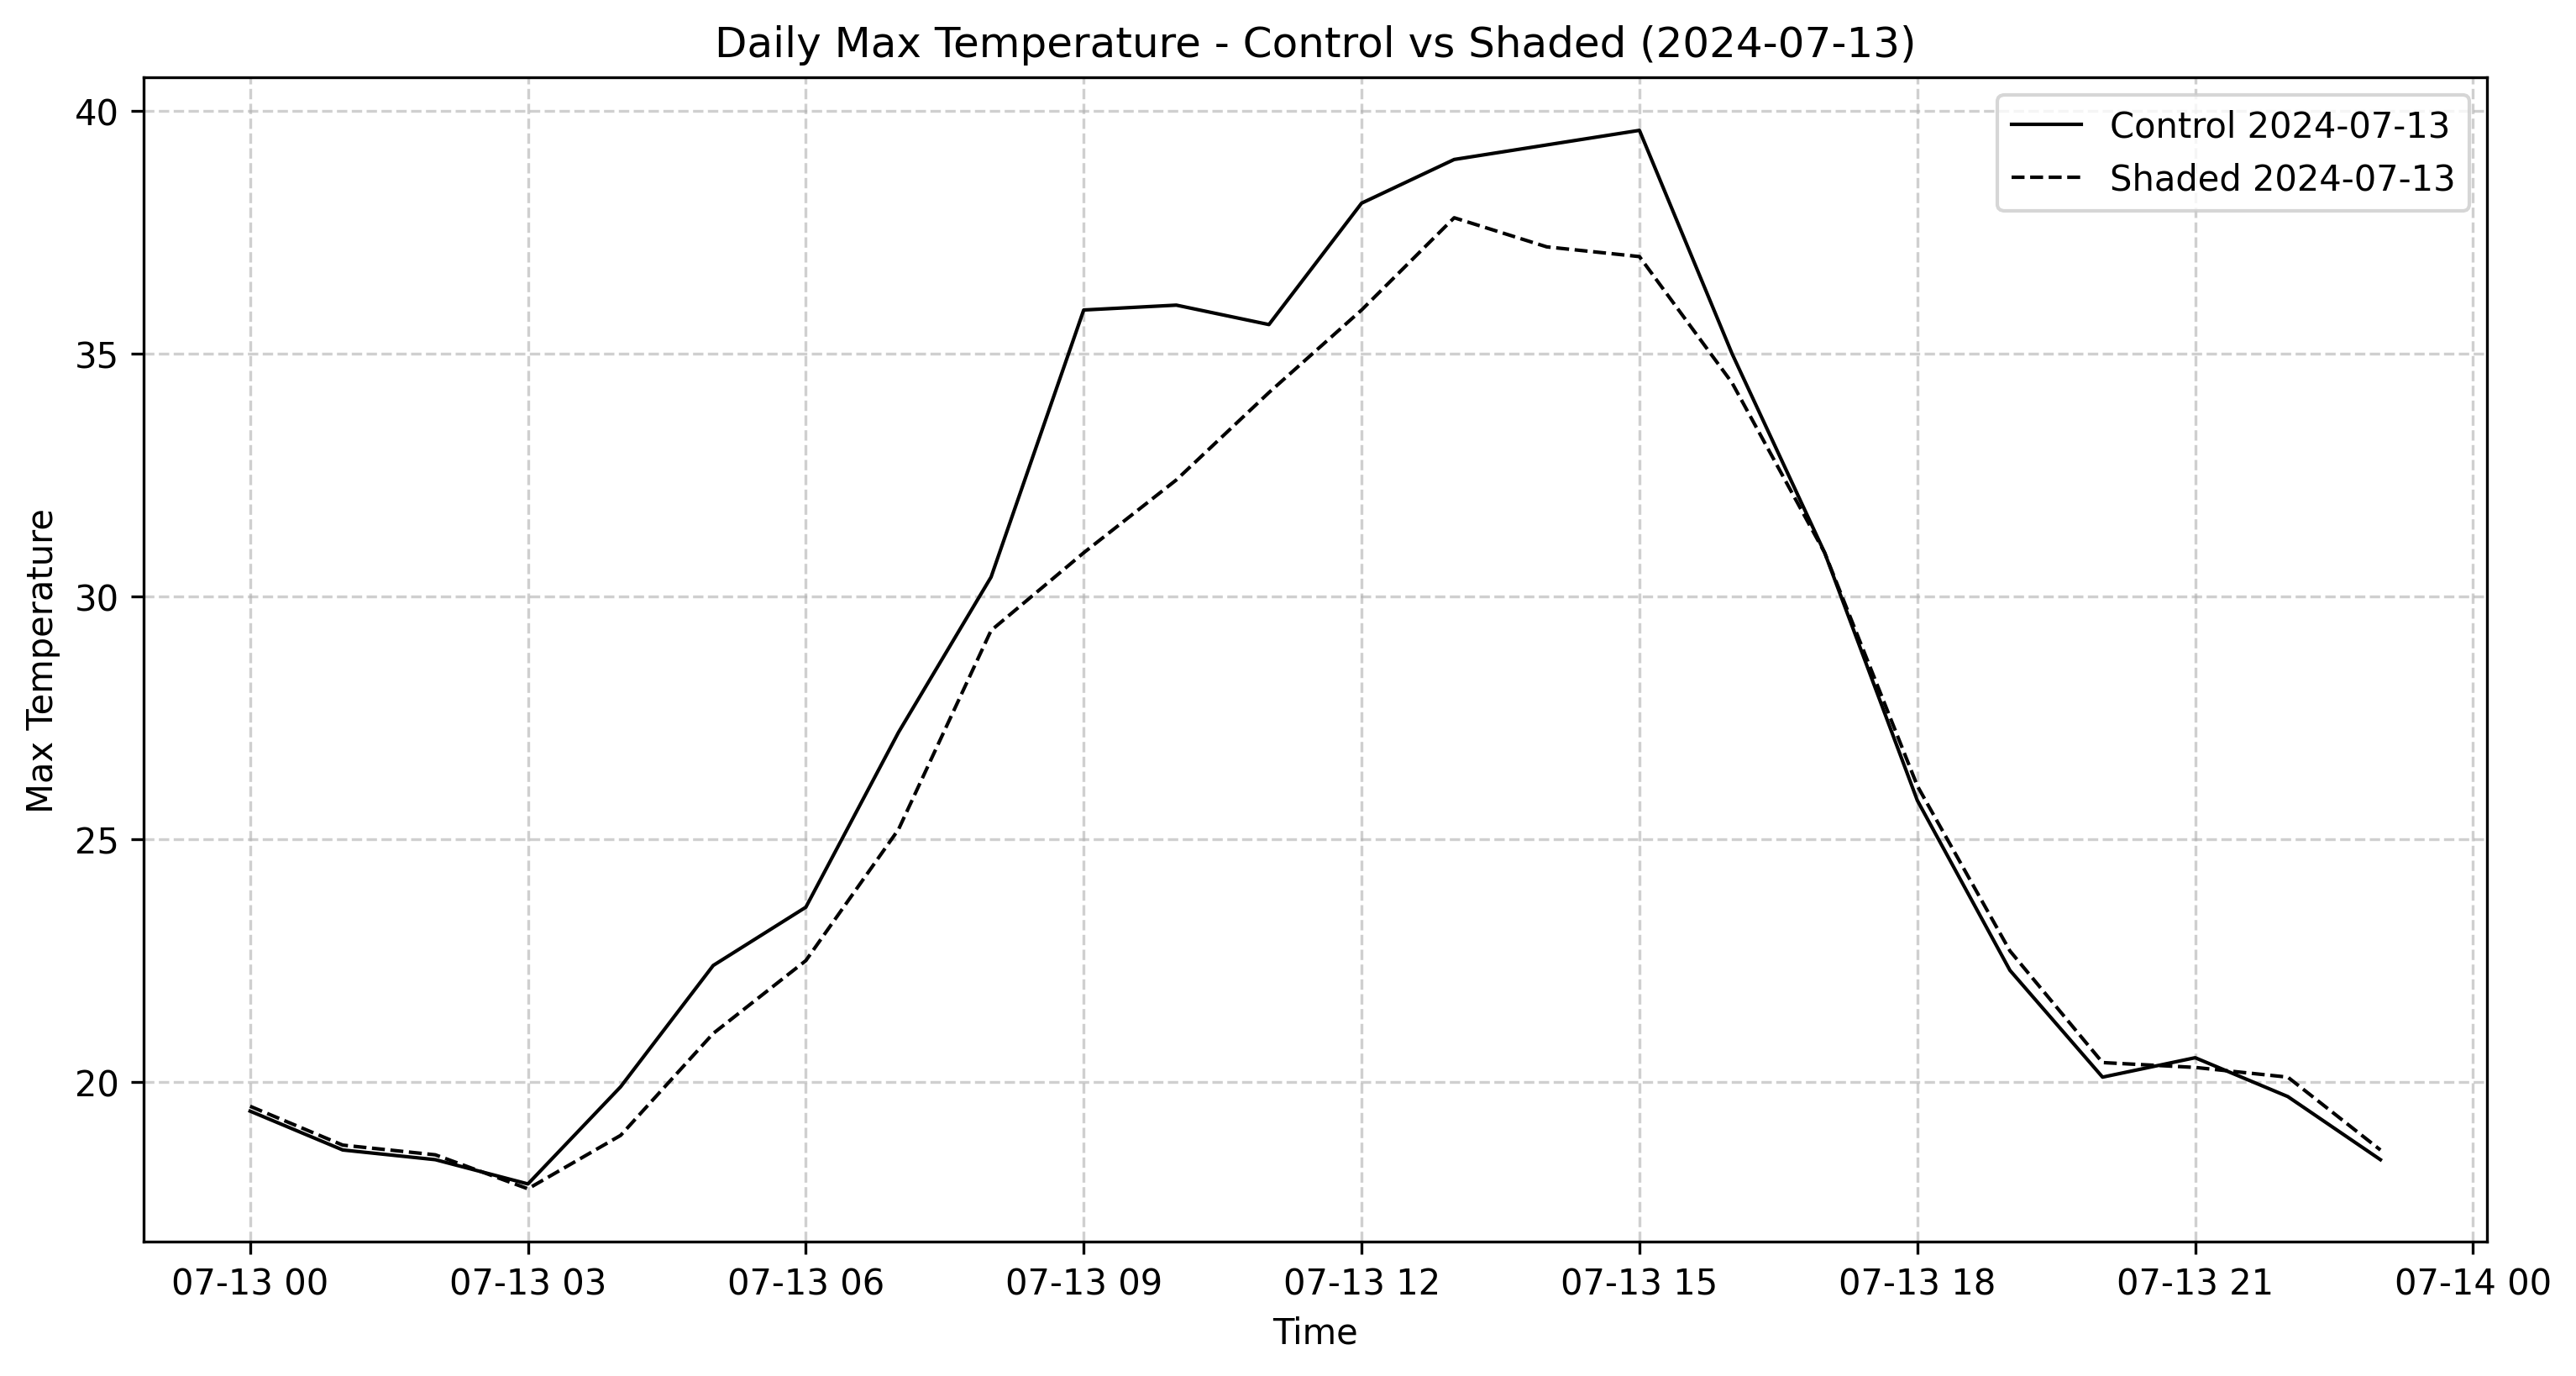 Daily Max Temperature - Control vs Shaded (2024-07-13)
Control 2024-07-13
Shaded 2024-07-13
Max Temperature
40
35
30
25
20
07-13 00 07-13 03 07-13 06 07-13 09 07-13 12 07-13 15 07-13 18 07-13 21 07-14 00
Time